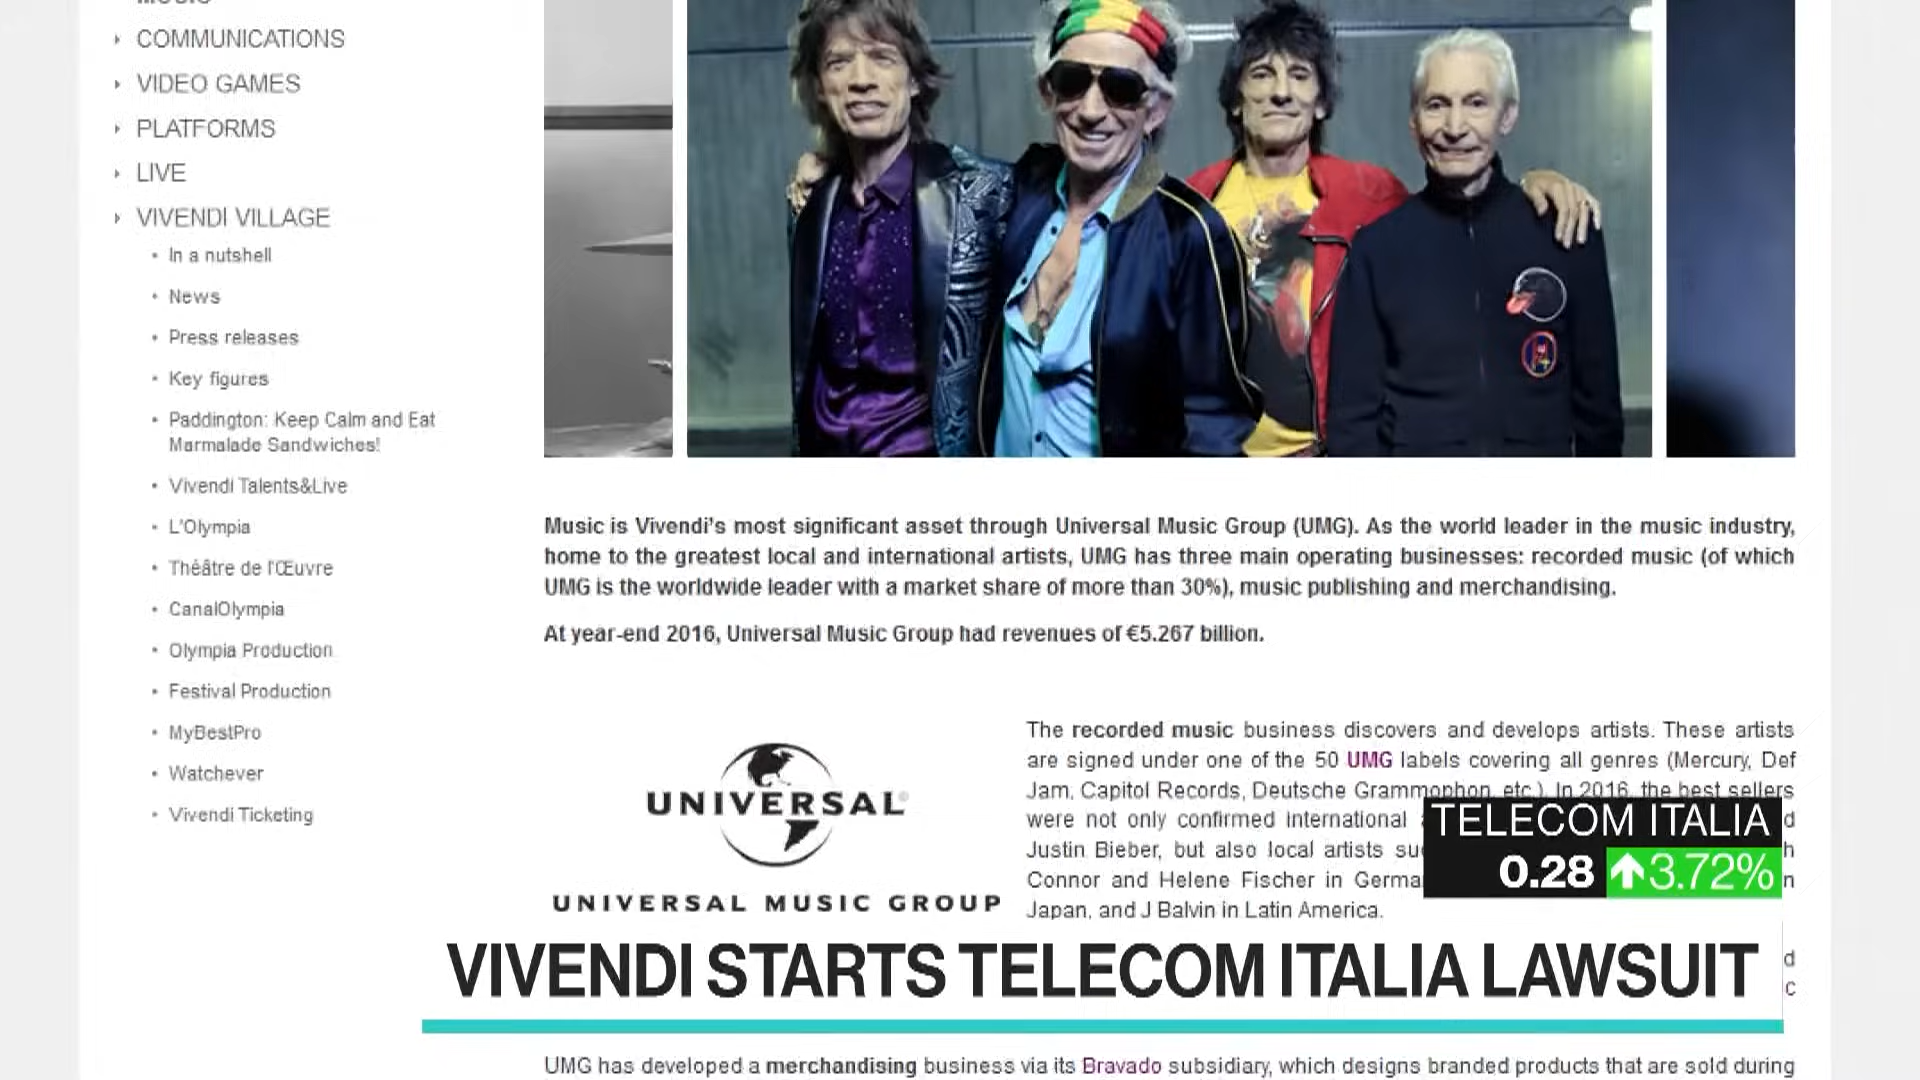 MUSIC
COMMUNICATIONS
VIDEO GAMES
PLATFORMS
LIVE
VIVENDI VILLAGE
In a nutshell
News
Press releases
Key figures
Paddington: Keep Calm and Eat
Marmalade Sandwiches!
Vivendi Talents&Live
L'Olympia
Théâtre de l'Œuvre
CanalOlympia
Olympia Production
Festival Production
MyBestPro
Watchever
Vivendi Ticketing
Music is Vivendi's most significant asset through Universal Music Group (UMG). As the world leader in the music industry,
home to the greatest local and international artists, UMG has three main operating businesses: recorded music (of which
UMG is the worldwide leader with a market share of more than 30%), music publishing and merchandising.
At year-end 2016, Universal Music Group had revenues of €5.267 billion.
UNIVERSAL
UNIVERSAL MUSIC GROUP
The recorded music business discovers and develops artists. These artists
are signed under one of the 50 UMG labels covering all genres (Mercury, Def
Jam, Capitol Records, Deutsche Grammophon, etc.). In 2016, the best sellers
were not only confirmed international
Justin Bieber, but also local artists
Connor and Helene Fischer in
Japan, and J Balvin in Latin America.
TELECOM ITALIA
0.28 3.72%
VIVENDI STARTS TELECOM ITALIA LAWSUIT
UMG has developed a merchandising business via its Bravado subsidiary, which designs branded products that are sold during